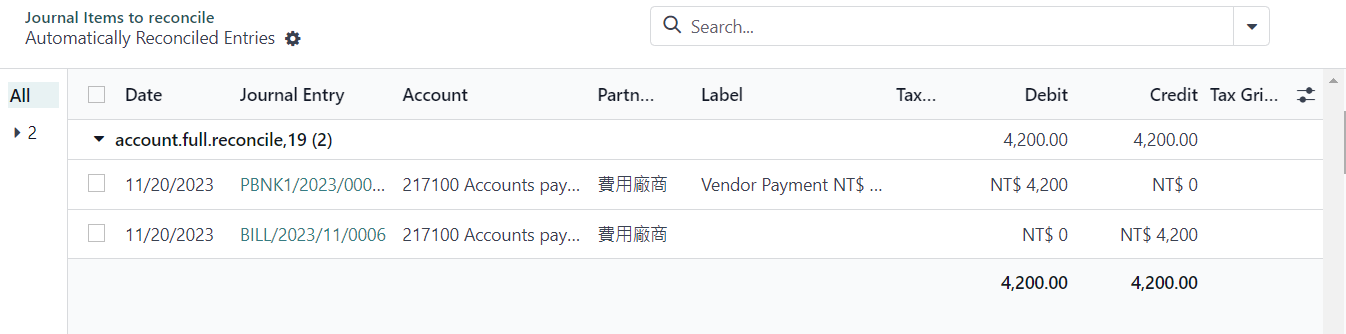 Journal Items to reconcile
Automatically Reconciled Entries
Search...
All
2
Date Journal Entry Account Partn... Label Tax... Debit Credit Tax Gri...
account.full.reconcile,19 (2) 4,200.00 4,200.00
11/20/2023 PBNK1/2023/000... 217100 Accounts pay... 費用廠商 Vendor Payment NT$ ... NT$ 4,200 NT$ 0
11/20/2023 BILL/2023/11/0006 217100 Accounts pay... 費用廠商 NT$ 0 NT$ 4,200
4,200.00 4,200.00